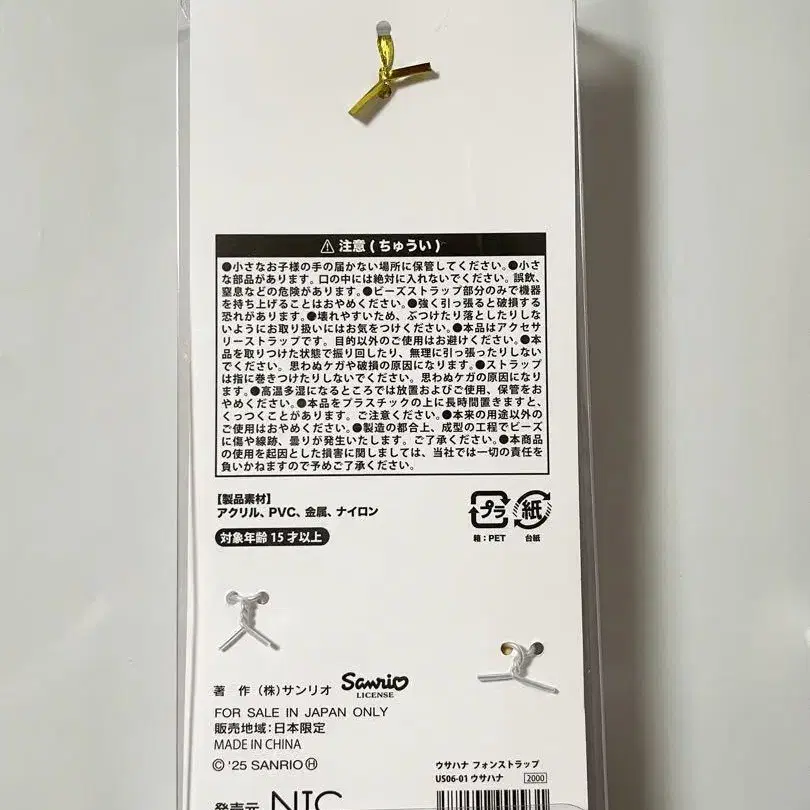 ⚠ 注意 ( ちゅうい )
●小さなお子様の手の届かない場所に保管してください。●小さ
な部品があります。口の中には絶対に入れないでください。誤飲、
窒息などの危険があります。●ビーズストラップ部分のみで機器
を持ち上げることはおやめください。●強く引っ張ると破損する
恐れがあります。●壊れやすいため、ぶつけたり落としたりしな
いようにお取り扱いにはお気をつけください。●本品はアクセサ
リーストラップです。目的以外のご使用はお避けください。●本
品を取りつけた状態で振り回したり、無理に引っ張ったりしない
でください。思わぬケガや破損の原因になります。●ストラップ
は指に巻きつけたりしないでください。思わぬケガの原因になり
ます。●高温多湿になるところでは放置およびご使用、保管をお
やめください。●本品をプラスチックの上に長時間置きますと、
くっつくことがあります。ご注意ください。●本来の用途以外の
ご使用はおやめください。●製造の都合上、成型の工程でビーズ
に傷や線跡、曇りが発生いたします。ご了承ください。●本商品
の使用を起因とした損害に関しましては、当社では一切の責任を
負いかねますので予めご了承ください。
【製品素材】
アクリル、PVC、金属、ナイロン
対象年齢 15 才以上
プラ 紙
箱：PET 台紙
著 作 (株) サンリオ Sanrio
LICENSE
FOR SALE IN JAPAN ONLY
販売地域：日本限定
MADE IN CHINA
© '25 SANRIO Ⓗ
ウサハナ フォンストラップ
US06-01 ウサハナ 2000
発売元 NIC